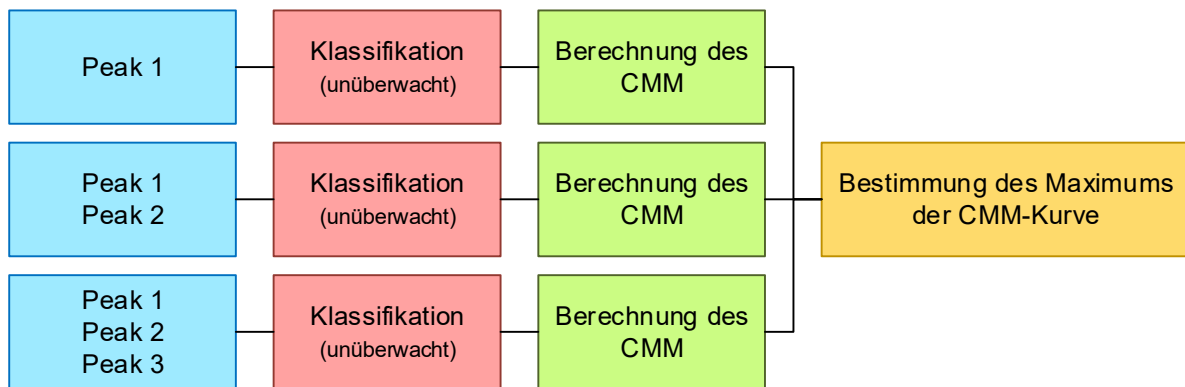 Peak 1
Klassifikation
(unüberwacht)
Berechnung des
CMM
Peak 1
Peak 2
Klassifikation
(unüberwacht)
Berechnung des
CMM
Bestimmung des Maximums
der CMM-Kurve
Peak 1
Peak 2
Peak 3
Klassifikation
(unüberwacht)
Berechnung des
CMM